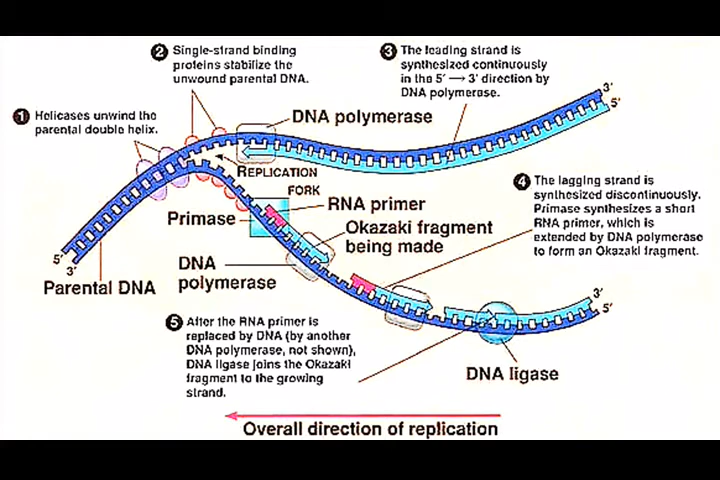 1 Helicases unwind the
parental double helix.
2 Single-strand binding
proteins stabilize the
unwound parental DNA.
3 The leading strand is
synthesized continuously
in the 5′ → 3′ direction by
DNA polymerase.
DNA polymerase
3′
5′
REPLICATION
FORK
4 The lagging strand is
synthesized discontinuously.
Primase synthesizes a short
RNA primer, which is
extended by DNA polymerase
to form an Okazaki fragment.
Primase
RNA primer
Okazaki fragment
being made
5′
3′
Parental DNA
DNA
polymerase
3′
5′
5 After the RNA primer is
replaced by DNA (by another
DNA polymerase, not shown),
DNA ligase joins the Okazaki
fragment to the growing
strand.
DNA ligase
Overall direction of replication